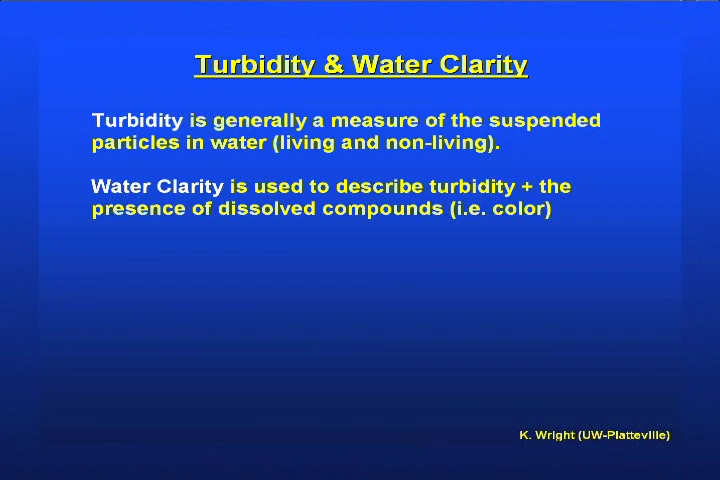 Turbidity & Water Clarity
Turbidity is generally a measure of the suspended
particles in water (living and non-living).
Water Clarity is used to describe turbidity + the
presence of dissolved compounds (i.e. color)
K. Wright (UW-Platteville)